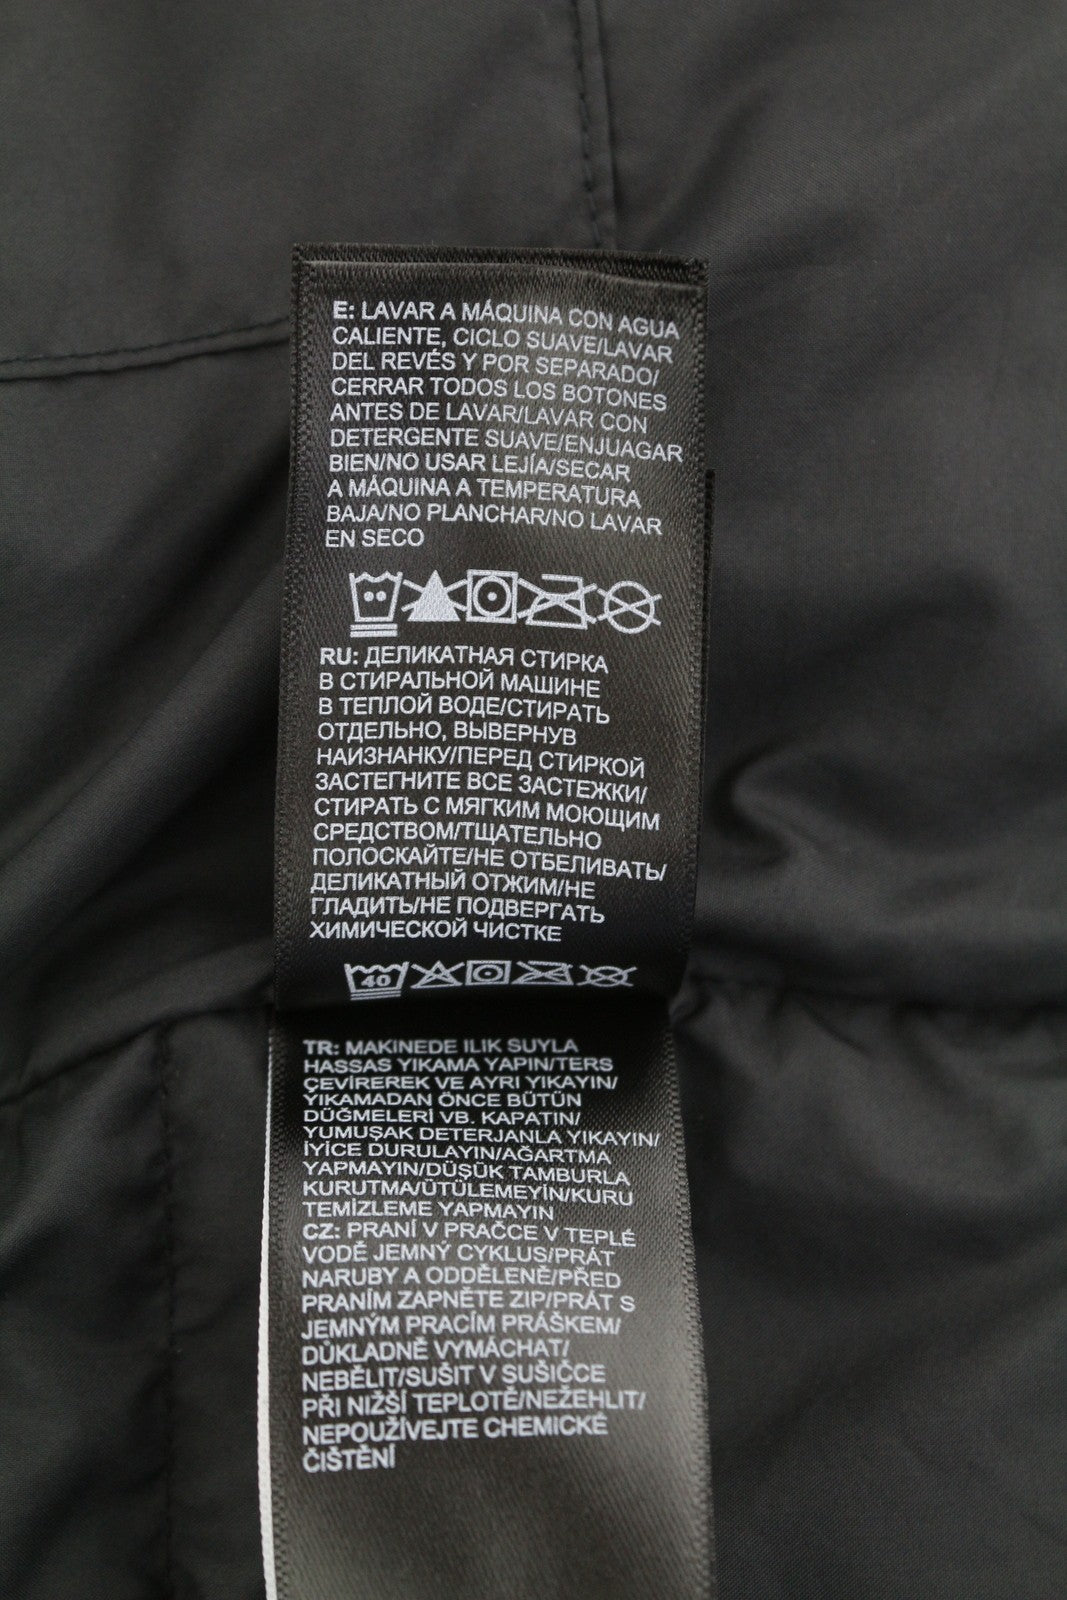 E: LAVAR A MÁQUINA CON AGUA
CALIENTE, CICLO SUAVE/LAVAR
DEL REVÉS Y POR SEPARADO/
CERRAR TODOS LOS BOTONES
ANTES DE LAVAR/LAVAR CON
DETERGENTE SUAVE/ENJUAGAR
BIEN/NO USAR LEJÍA/SECAR
A MÁQUINA A TEMPERATURA
BAJA/NO PLANCHAR/NO LAVAR
EN SECO
RU: ДЕЛИКАТНАЯ СТИРКА
В СТИРАЛЬНОЙ МАШИНЕ
В ТЕПЛОЙ ВОДЕ/СТИРАТЬ
ОТДЕЛЬНО, ВЫВЕРНУВ
НАИЗНАНКУ/ПЕРЕД СТИРКОЙ
ЗАСТЕГНИТЕ ВСЕ ЗАСТЕЖКИ/
СТИРАТЬ С МЯГКИМ МОЮЩИМ
СРЕДСТВОМ/ТЩАТЕЛЬНО
ПОЛОСКАЙТЕ/НЕ ОТБЕЛИВАТЬ/
ДЕЛИКАТНЫЙ ОТЖИМ/НЕ
ГЛАДИТЬ/НЕ ПОДВЕРГАТЬ
ХИМИЧЕСКОЙ ЧИСТКЕ
40
TR: MAKINEDE ILIK SUYLA
HASSAS YIKAMA YAPIN/TERS
ÇEVİREREK VE AYRI YIKAYIN/
YIKAMADAN ÖNCE BÜTÜN
DÜĞMELERİ VB. KAPATIN/
YUMUŞAK DETERJANLA YIKAYIN/
İYİCE DURULAYIN/AĞARTMA
YAPMAYIN/DÜŞÜK TAMBURLA
KURUTMA/ÜTÜLEMEYİN/KURU
TEMİZLEME YAPMAYIN
CZ: PRANÍ V PRAČCE V TEPLÉ
VODĚ JEMNÝ CYKLUS/PRÁT
NARUBY A ODDĚLENĚ/PŘED
PRANÍM ZAPNĚTE ZIP/PRÁT S
JEMNÝM PRACÍM PRÁŠKEM/
DŮKLADNĚ VYMÁCHAT/
NEBĚLIT/SUŠIT V SUŠIČCE
PŘI NIŽŠÍ TEPLOTĚ/NEŽEHLIT/
NEPOUŽÍVEJTE CHEMICKÉ
ČIŠTĚNÍ